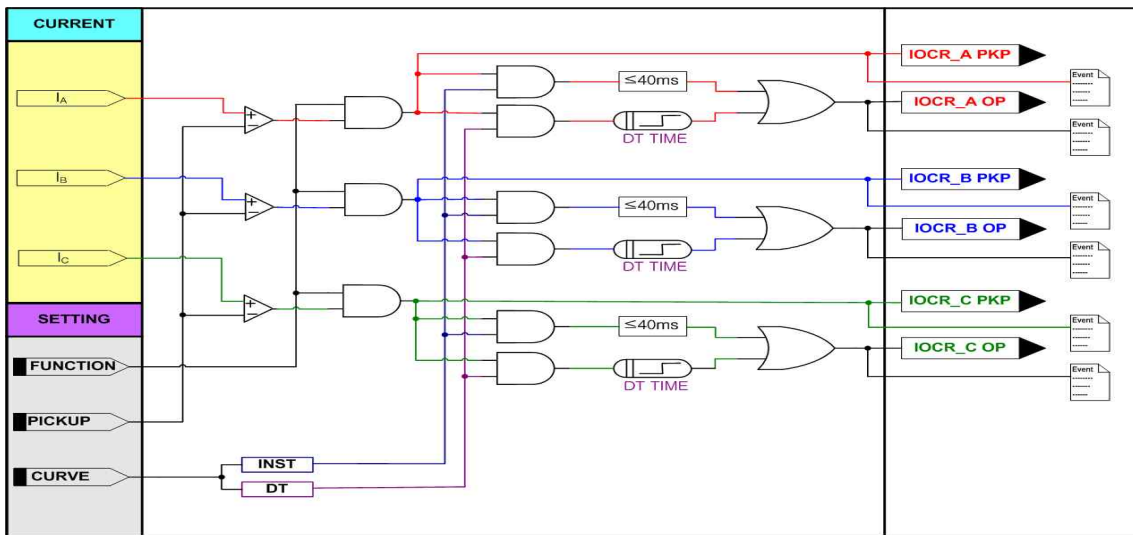 CURRENT
IA
IB
IC
SETTING
FUNCTION
PICKUP
CURVE
INST
DT
≤40ms
DT TIME
≤40ms
DT TIME
≤40ms
DT TIME
IOCR_A PKP
Event
IOCR_A OP
Event
IOCR_B PKP
Event
IOCR_B OP
Event
IOCR_C PKP
Event
IOCR_C OP
Event